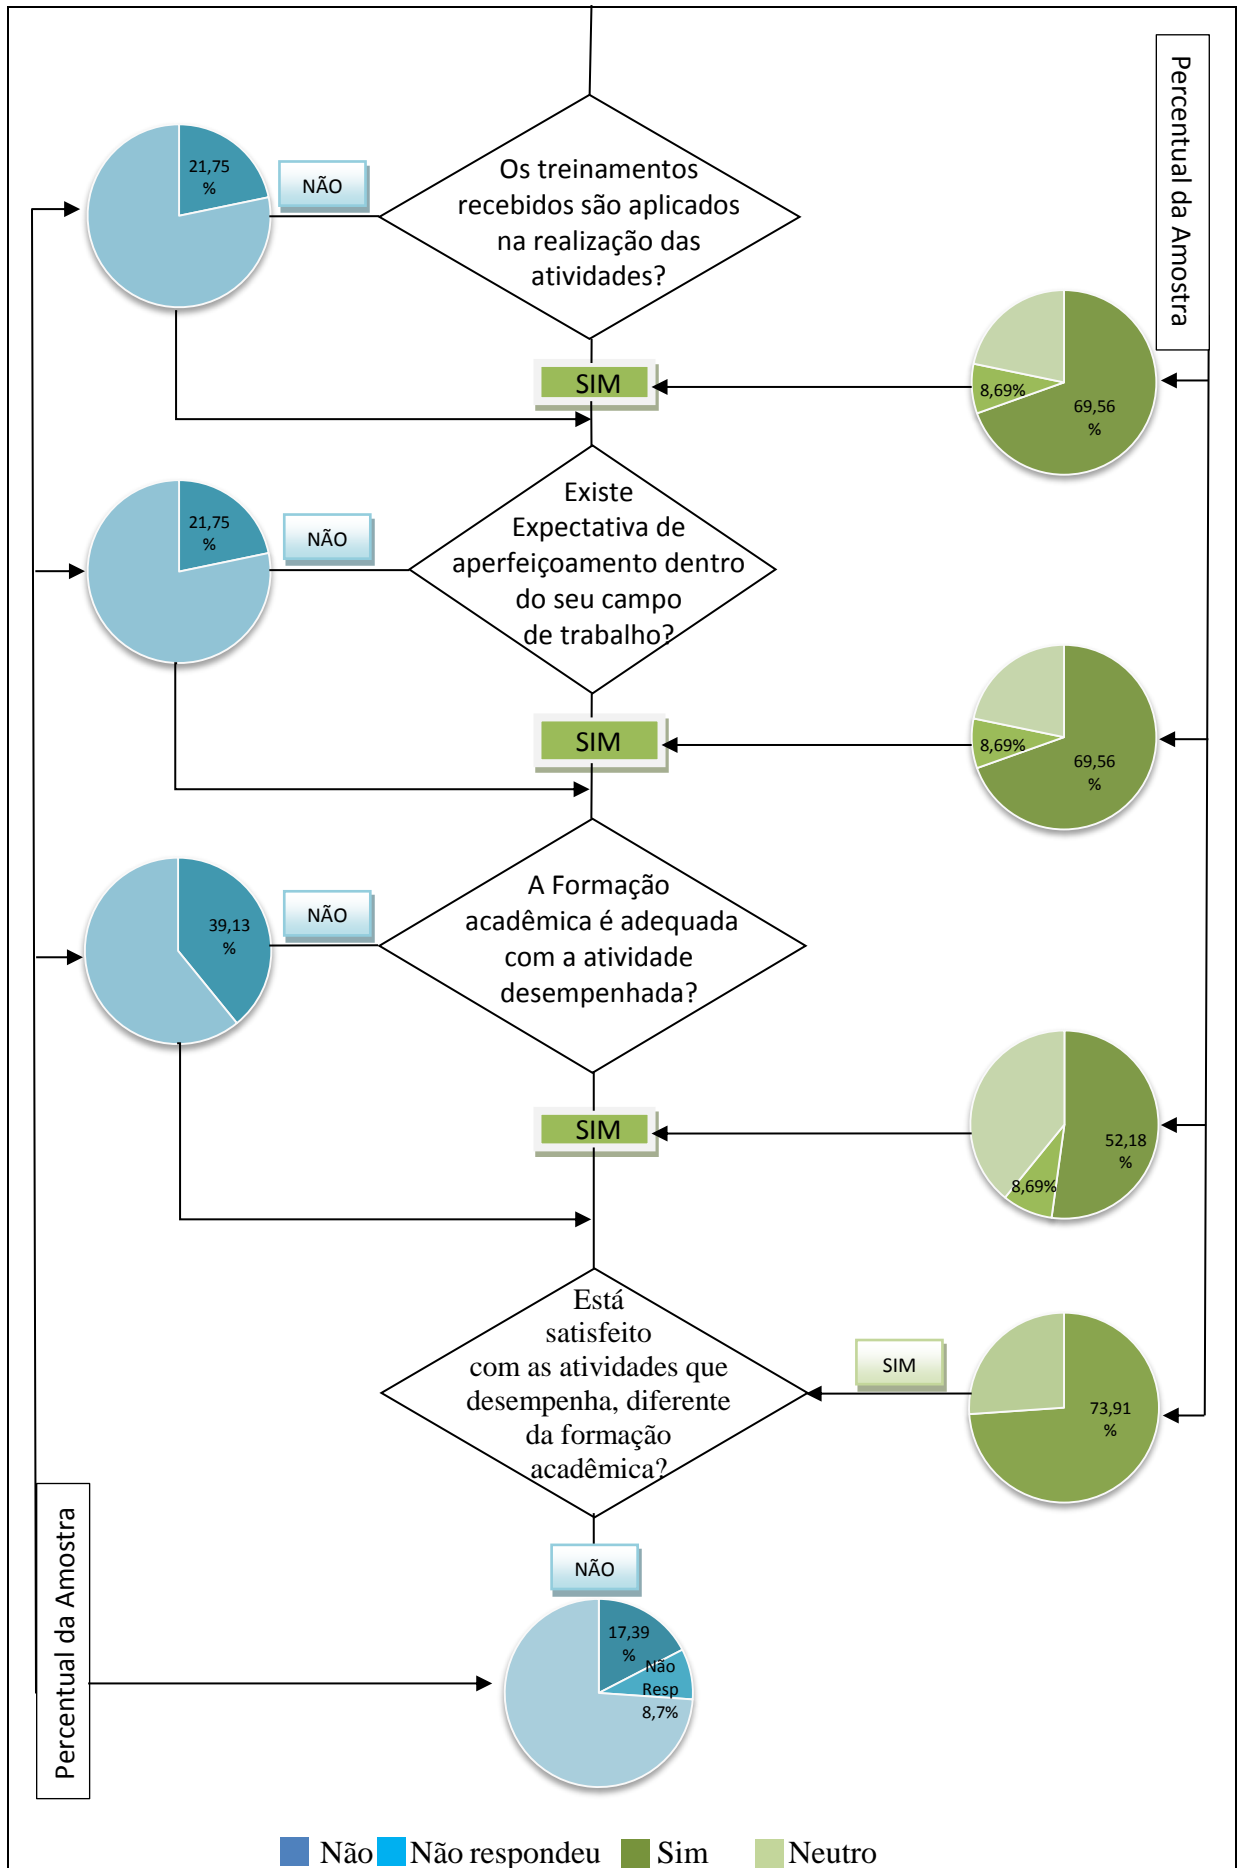 Percentual da Amostra
Os treinamentos
recebidos são aplicados
na realização das
atividades?
21,75
%
NÃO
SIM
8,69%
69,56
%
Existe
Expectativa de
aperfeiçoamento dentro
do seu campo
de trabalho?
21,75
%
NÃO
SIM
8,69%
69,56
%
A Formação
acadêmica é adequada
com a atividade
desempenhada?
39,13
%
NÃO
SIM
52,18
%
8,69%
Está
satisfeito
com as atividades que
desempenha, diferente
da formação
acadêmica?
SIM
73,91
%
Percentual da Amostra
NÃO
17,39
%
Não
Resp
8,7%
Não Não respondeu Sim Neutro